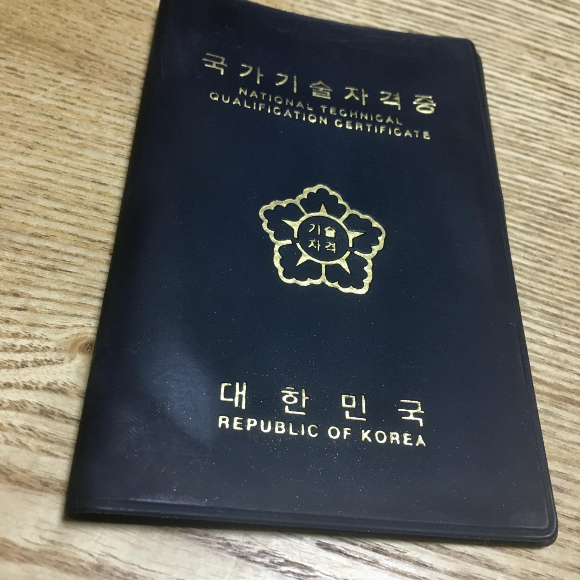 국가기술자격증
NATIONAL TECHNICAL
QUALIFICATION CERTIFICATE
기술
자격
대한민국
REPUBLIC OF KOREA